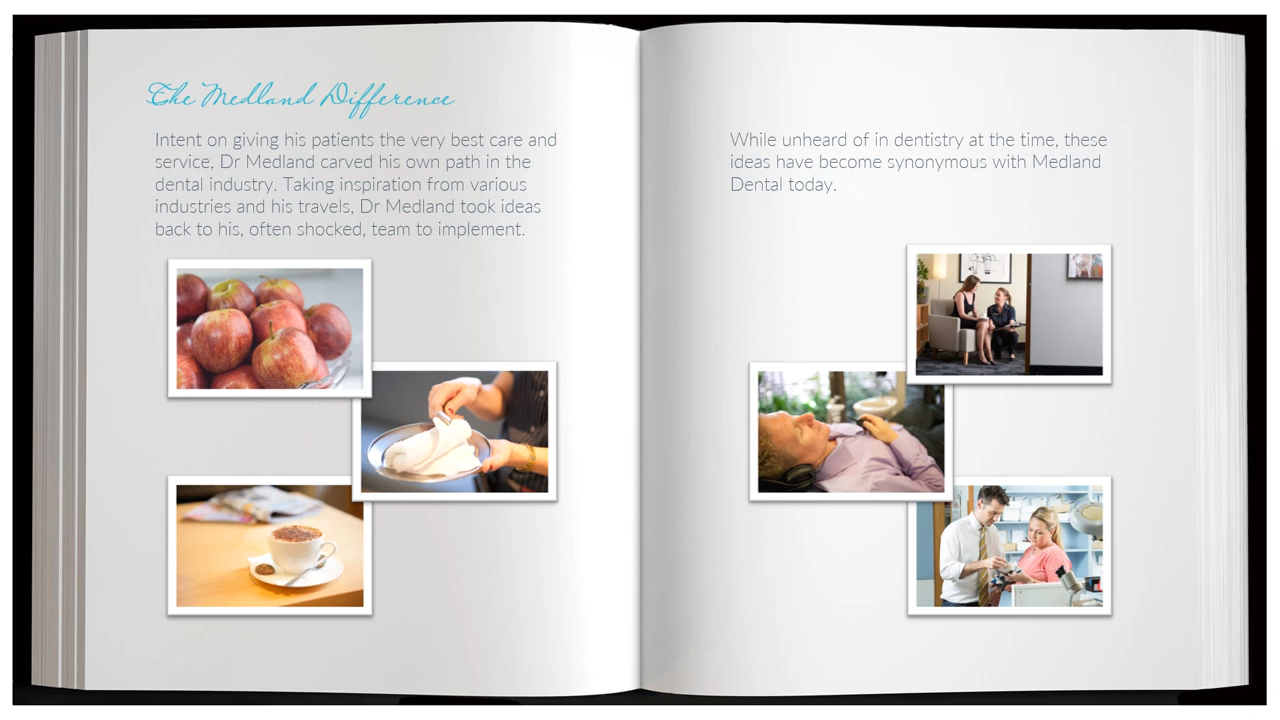 The Medland Difference
Intent on giving his patients the very best care and
service, Dr Medland carved his own path in the
dental industry. Taking inspiration from various
industries and his travels, Dr Medland took ideas
back to his, often shocked, team to implement.
While unheard of in dentistry at the time, these
ideas have become synonymous with Medland
Dental today.